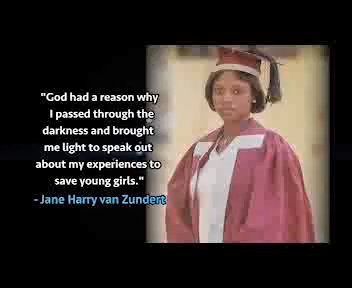 "God had a reason why
I passed through the
darkness and brought
me light to speak out
about my experiences to
save young girls."
- Jane Harry van Zundert